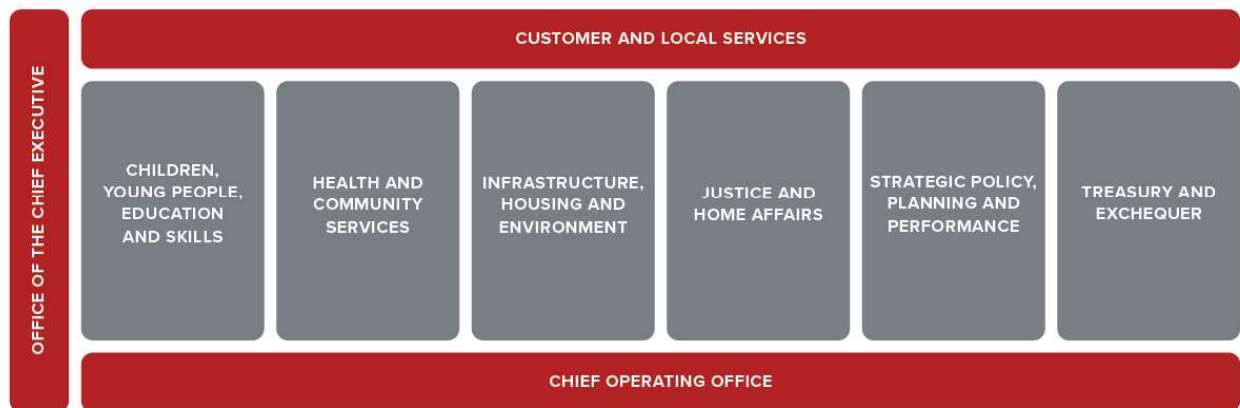 OFFICE OF THE CHIEF EXECUTIVE
CUSTOMER AND LOCAL SERVICES
CHILDREN,
YOUNG PEOPLE,
EDUCATION
AND SKILLS
HEALTH AND
COMMUNITY
SERVICES
INFRASTRUCTURE,
HOUSING AND
ENVIRONMENT
JUSTICE AND
HOME AFFAIRS
STRATEGIC POLICY,
PLANNING AND
PERFORMANCE
TREASURY AND
EXCHEQUER
CHIEF OPERATING OFFICE